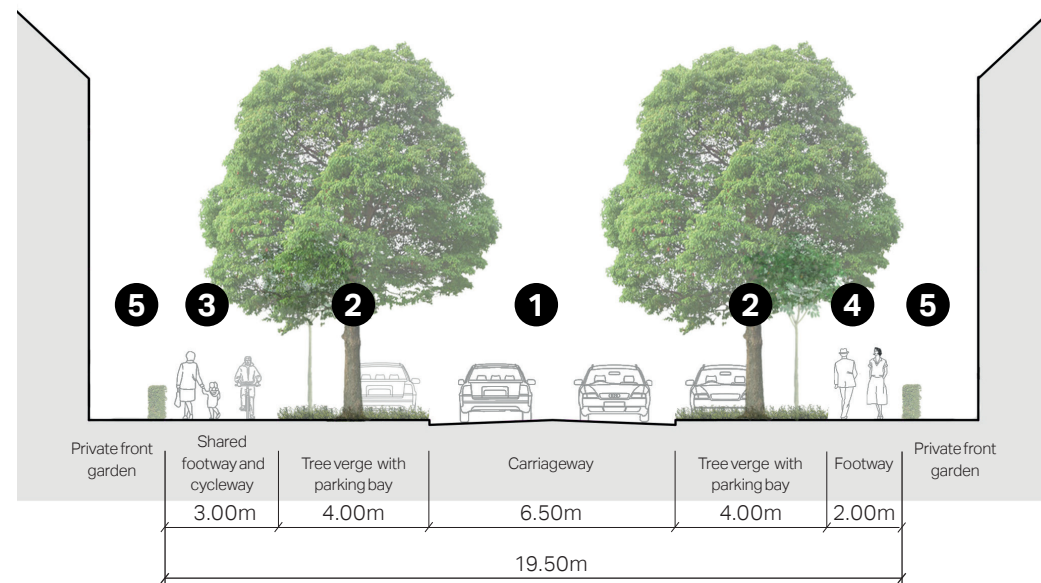 5
3
2
1
2
4
5
Private front
garden
Shared
footway and
cycleway
Tree verge with
parking bay
Carriageway
Tree verge with
parking bay
Footway
Private front
garden
3.00m
4.00m
6.50m
4.00m
2.00m
19.50m